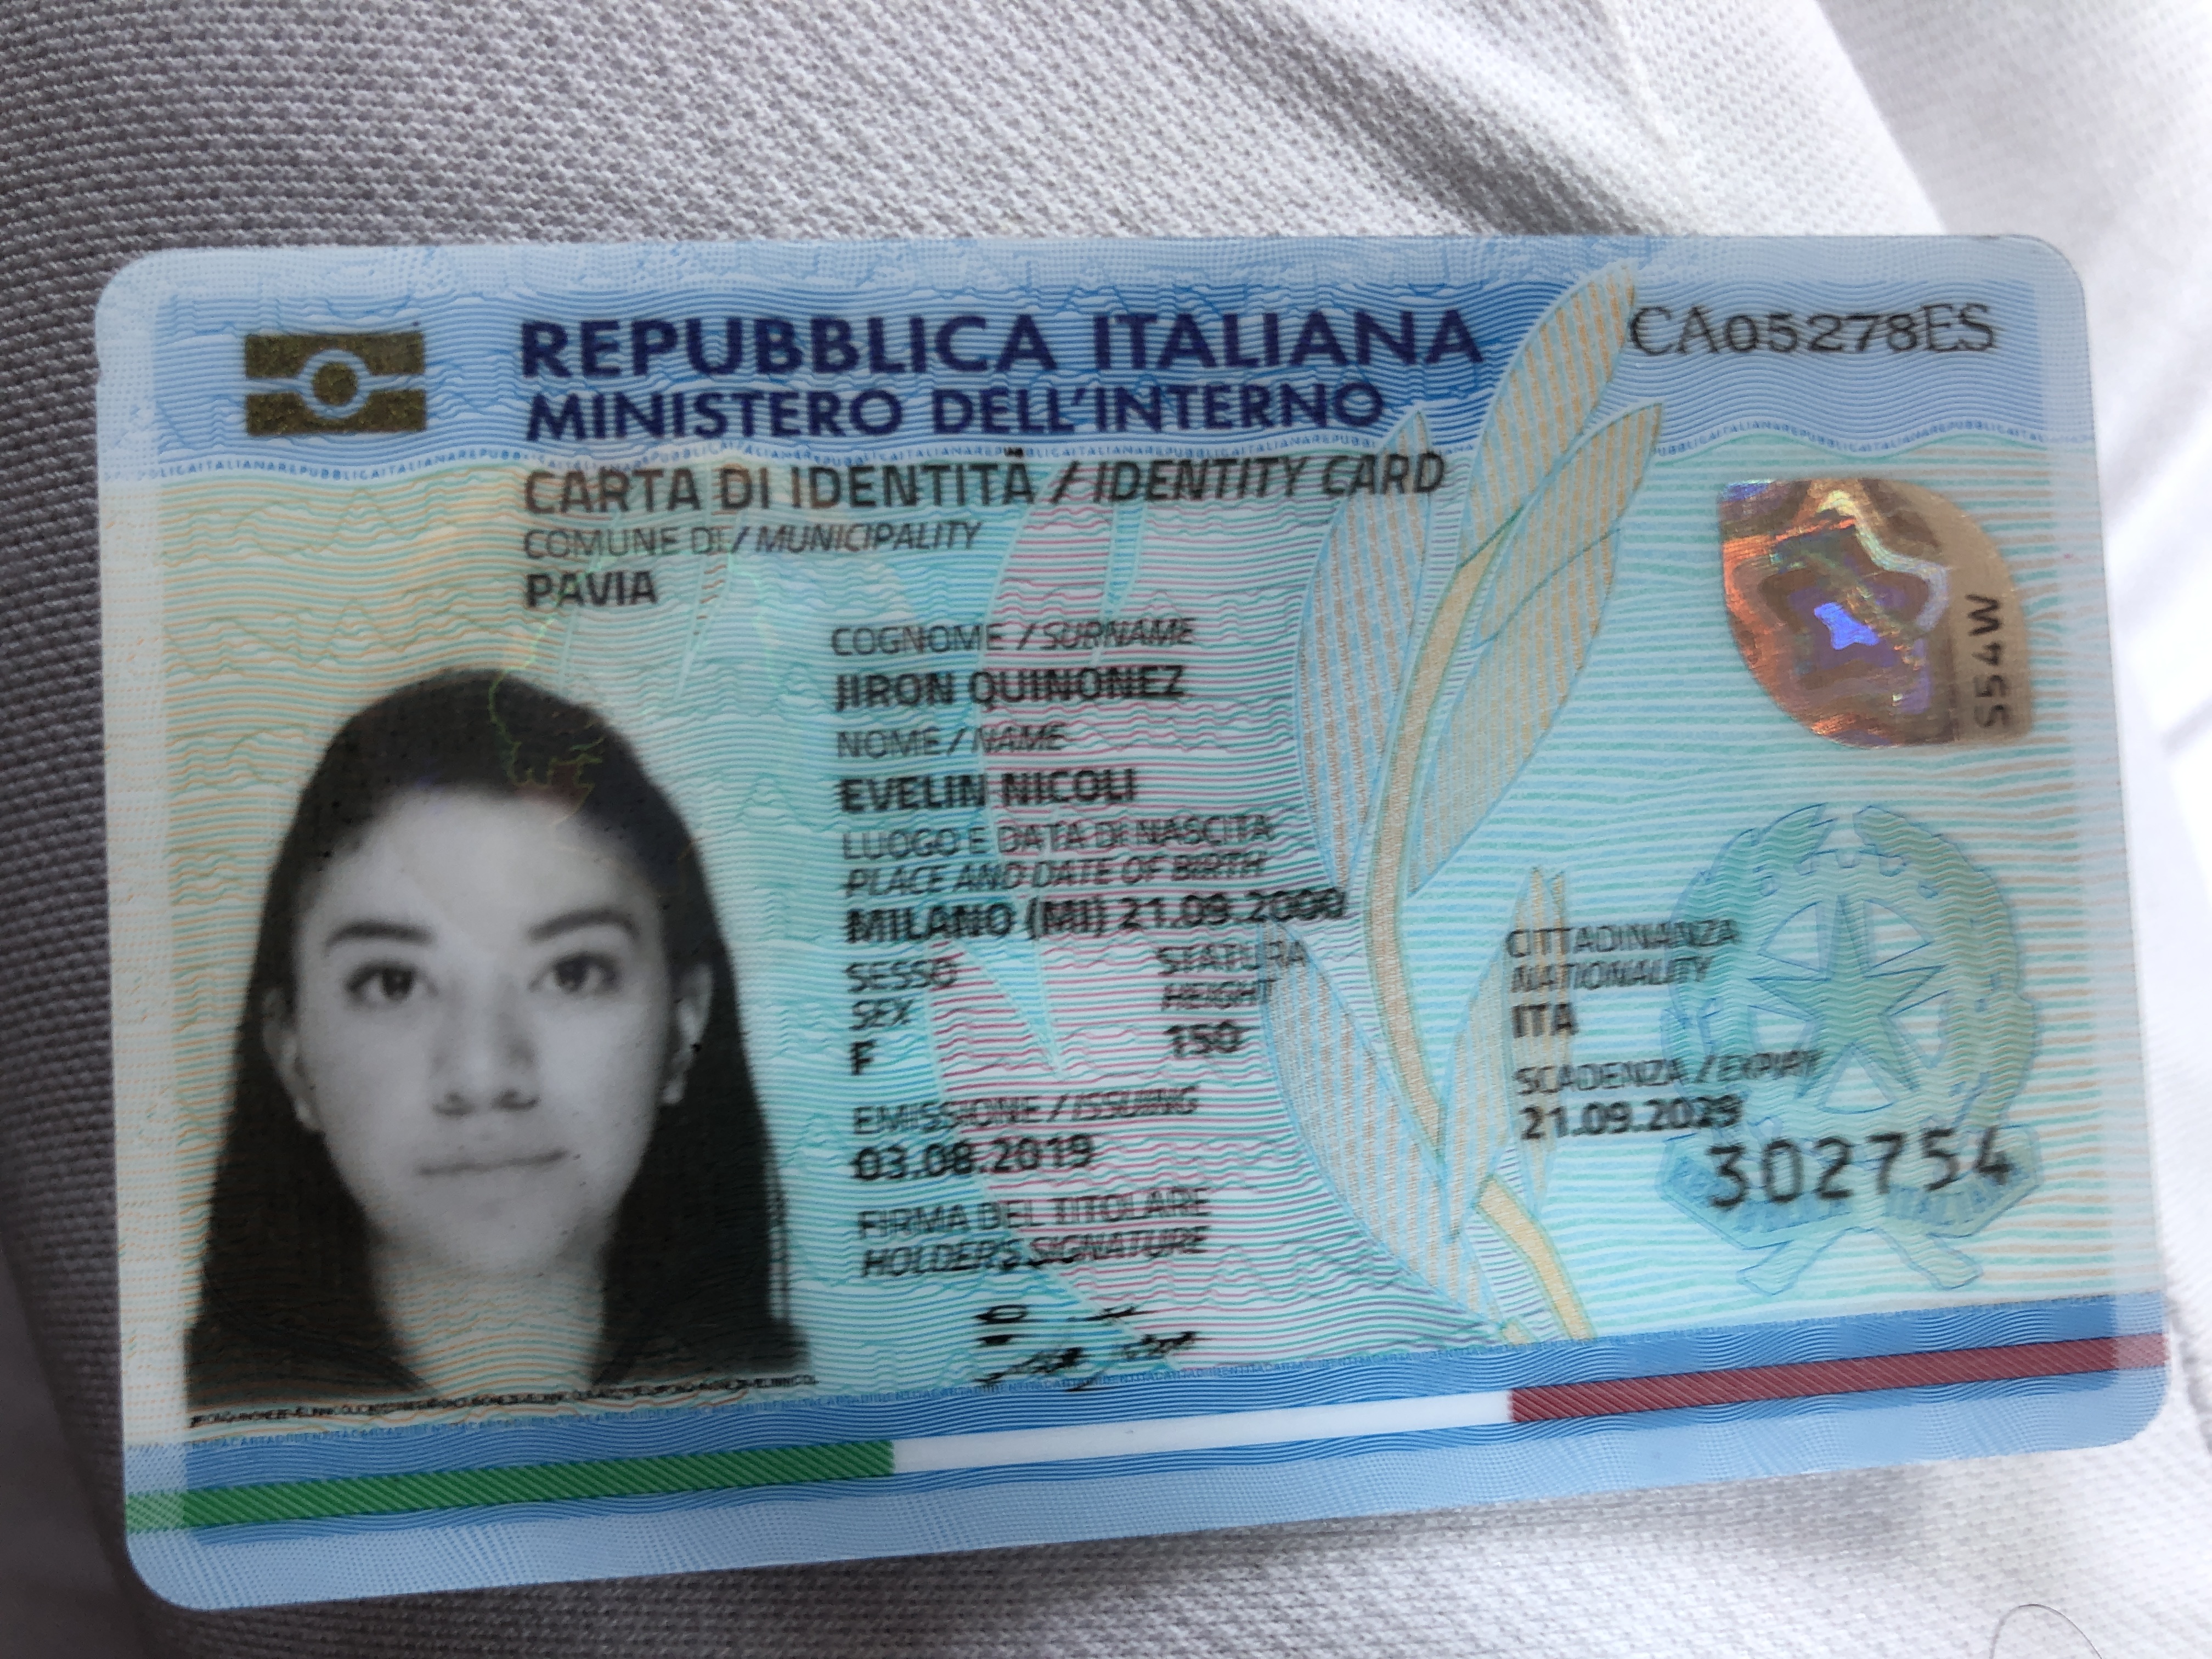 REPUBBLICA ITALIANA
CA05278ES
MINISTERO DELL'INTERNO
CARTA DI IDENTITÀ / IDENTITY CARD
COMUNE DI / MUNICIPALITY
PAVIA
COGNOME / SURNAME
JIRON QUINONEZ
NOME / NAME
EVELIN NICOLI
LUOGO E DATA DI NASCITA
PLACE AND DATE OF BIRTH
MILANO (MI) 21.09.2000
SESSO
SEX
F
STATURA
HEIGHT
150
EMISSIONE / ISSUING
03.08.2019
FIRMA DEL TITOLARE
HOLDER'S SIGNATURE
S54W
CITTADINANZA
NATIONALITY
ITA
SCADENZA / EXPIRY
21.09.2029
302754